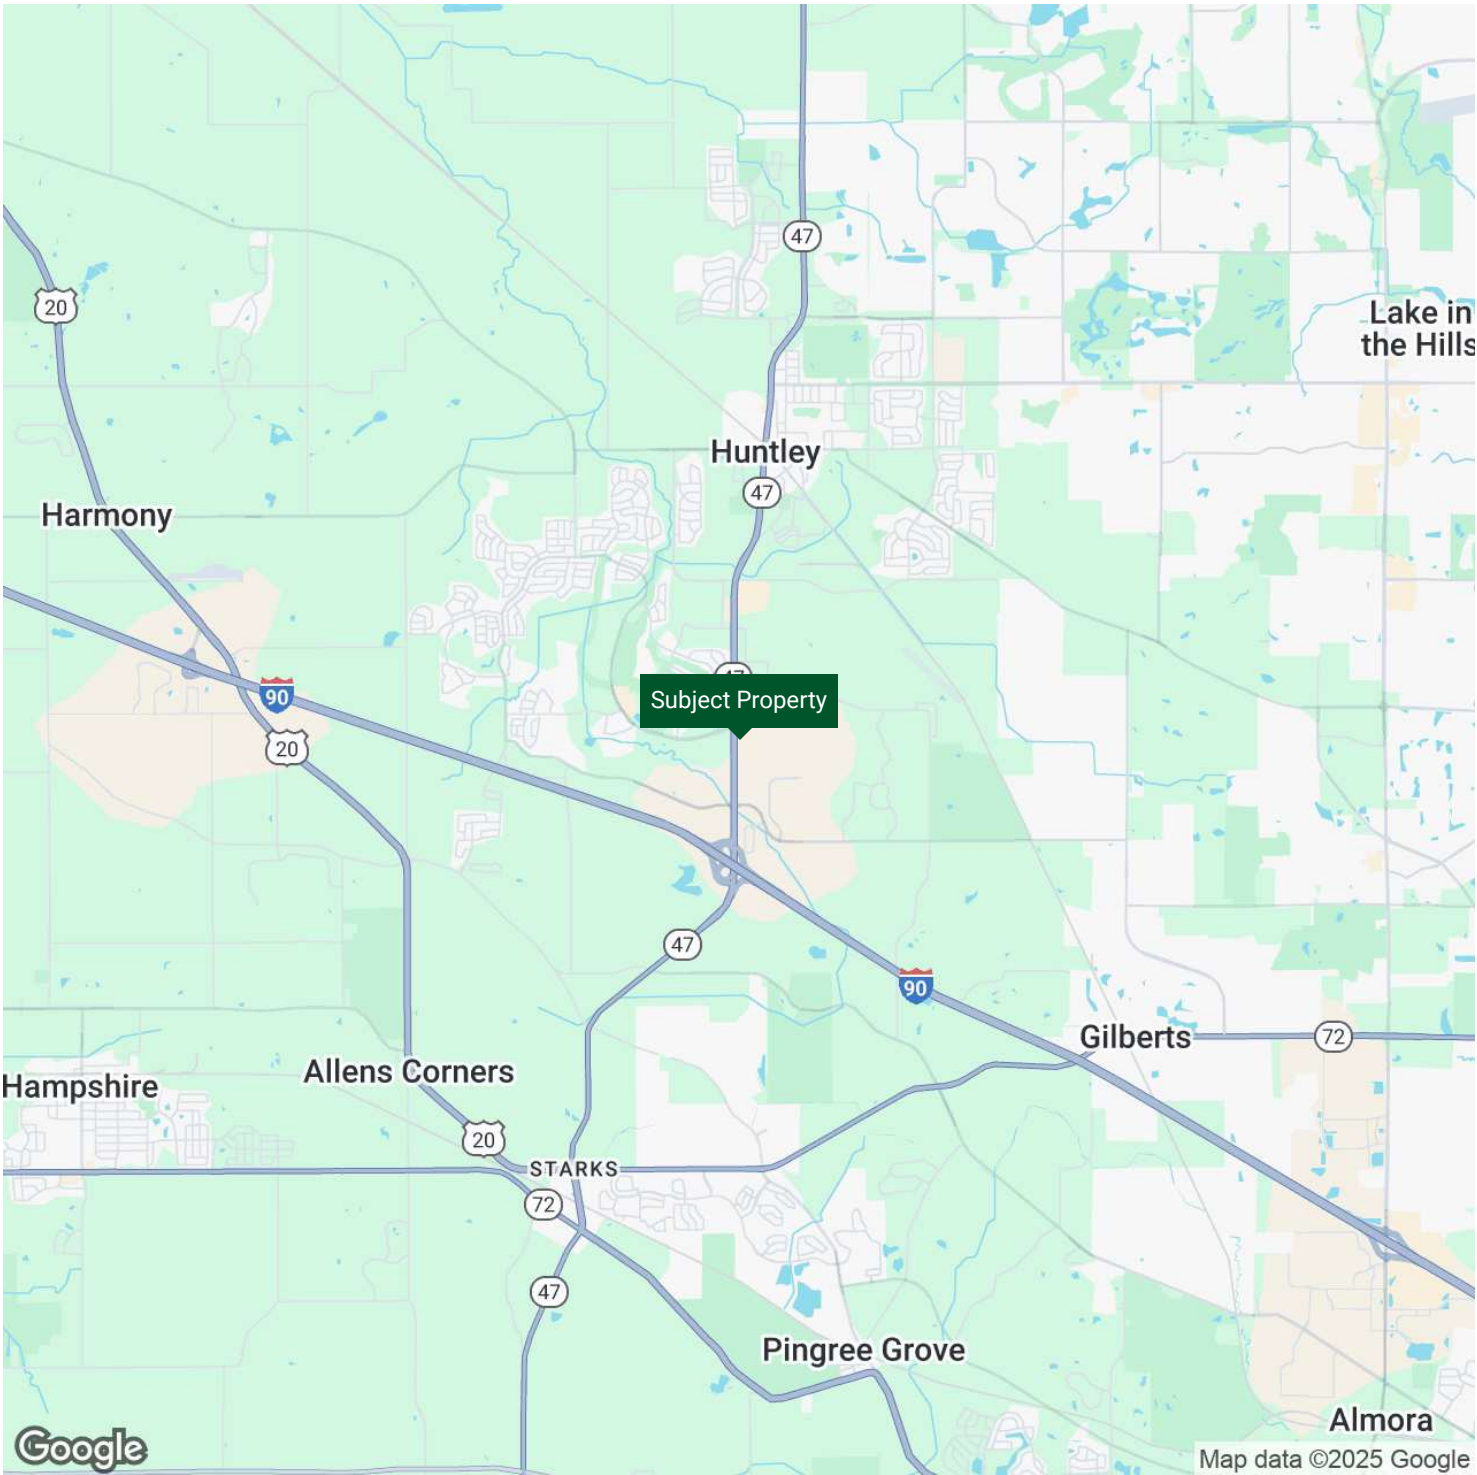 47
20
Lake in
the Hills
Huntley
47
Harmony
47
Subject Property
90
20
47
90
Gilberts
72
Allens Corners
Hampshire
20
STARKS
72
47
Pingree Grove
Almora
Google
Map data ©2025 Google